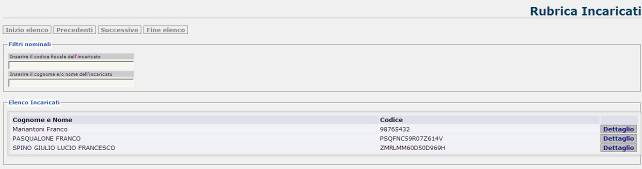 Rubrica Incaricati
Inizio elenco Precedenti Successive Fine elenco
Filtri nominali
Inserire il codice fiscale dell'incaricato
Inserire il cognome e/o nome dell'incaricato
Elenco Incaricati
Cognome e Nome Codice
Mariantoni Franco 98765432 Dettaglio
PASQUALONE FRANCO PSQFNC59R07Z614V Dettaglio
SPINO GIULIO LUCIO FRANCESCO ZMRLMM60D50D969H Dettaglio